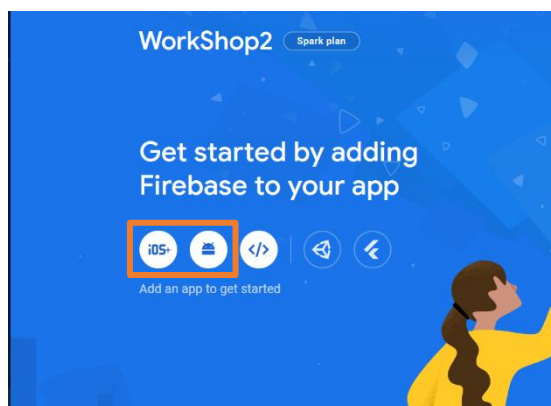 WorkShop2 Spark plan
Get started by adding
Firebase to your app
iOS+ </>
Add an app to get started